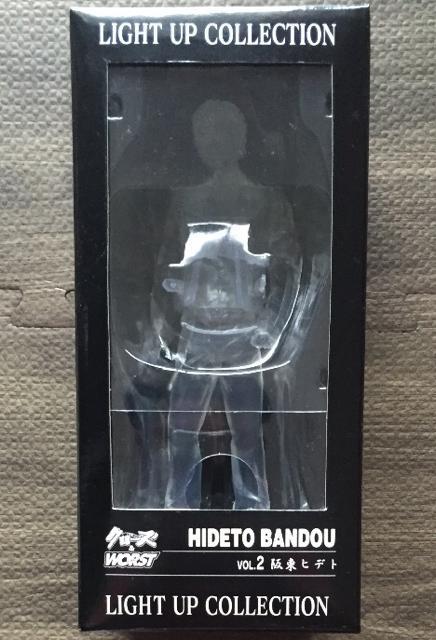 LIGHT UP COLLECTION
クローズ
&
WORST
HIDETO BANDOU
VOL.2 阪東ヒデト
LIGHT UP COLLECTION